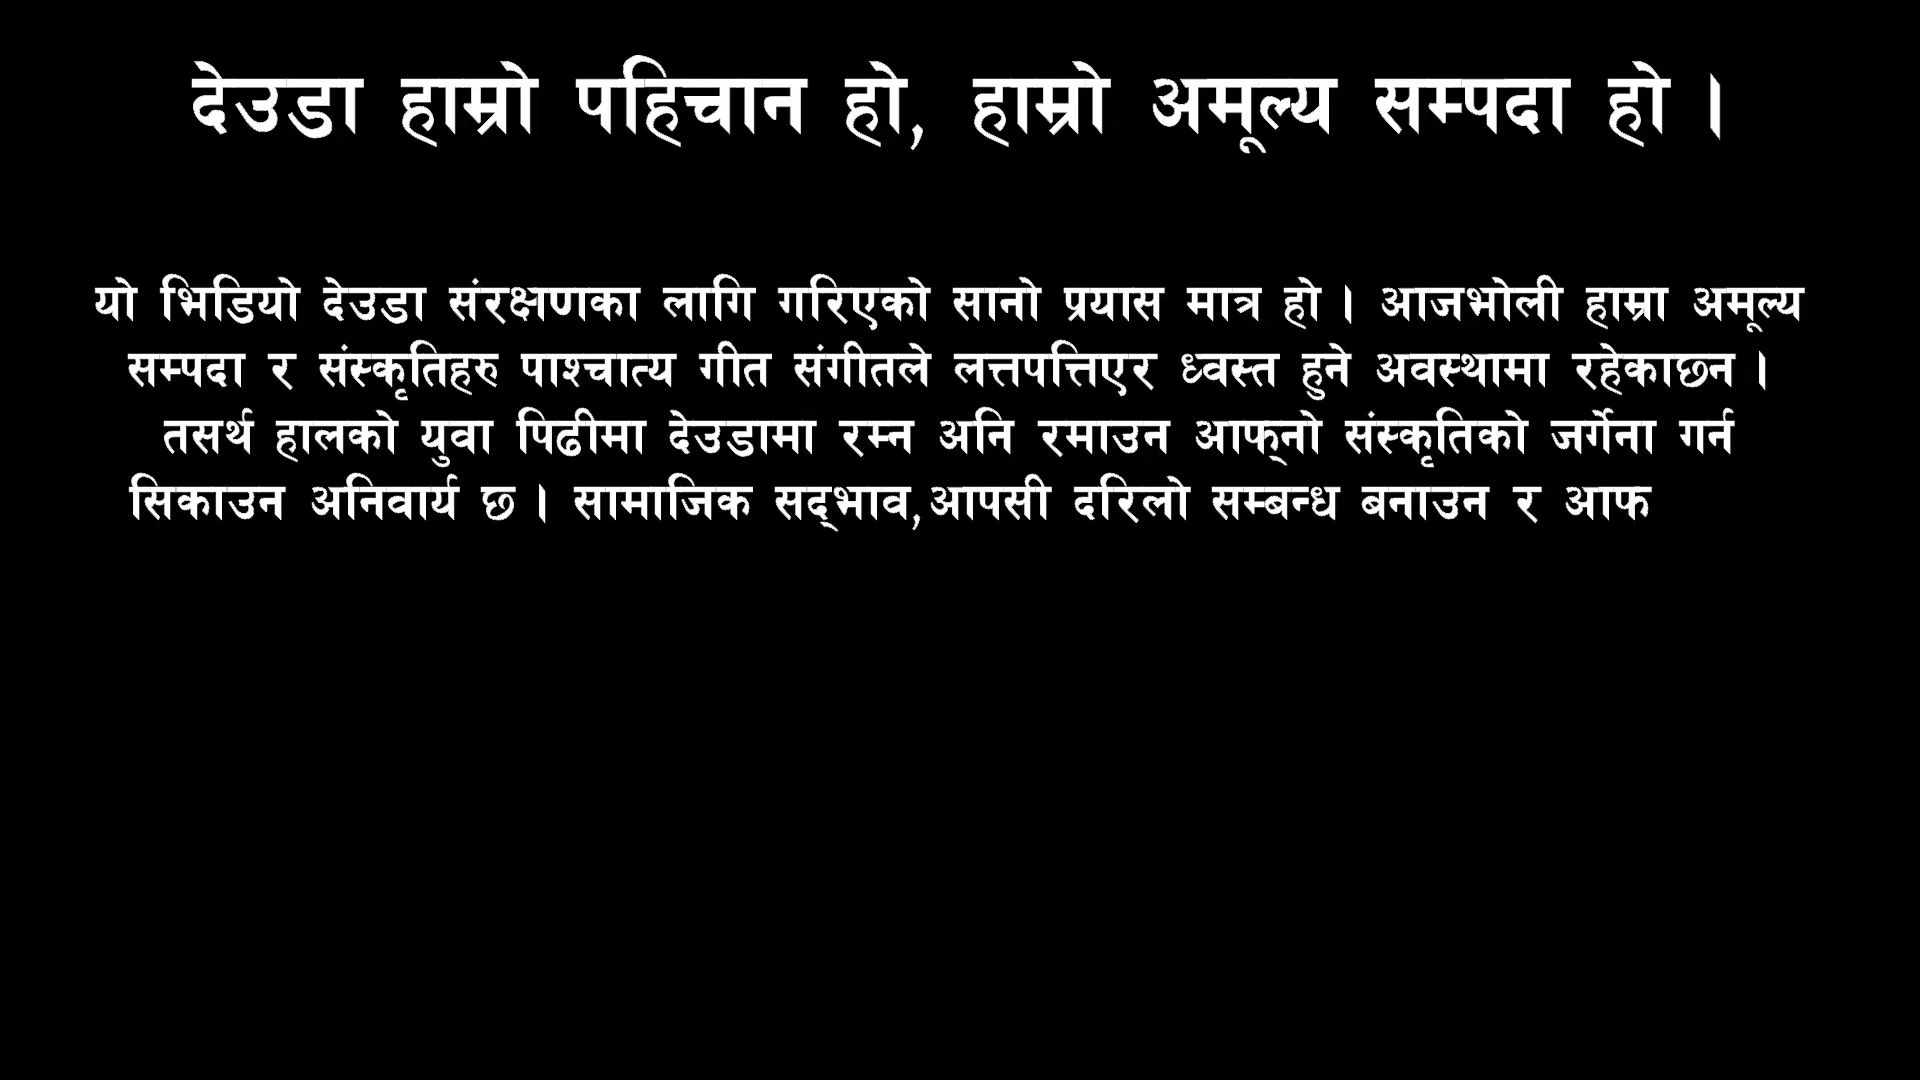 देउडा हाम्रो पहिचान हो, हाम्रो अमूल्य सम्पदा हो ।
यो भिडियो देउडा संरक्षणका लागि गरिएको सानो प्रयास मात्र हो । आजभोली हाम्रा अमूल्य
सम्पदा र संस्कृतिहरु पाश्चात्य गीत संगीतले लत्तपत्तिएर ध्वस्त हुने अवस्थामा रहेकाछन ।
तसर्थ हालको युवा पिढीमा देउडामा रम्न अनि रमाउन आफ्‌नो संस्कृतिको जर्गेना गर्न
सिकाउन अनिवार्य छ । सामाजिक सद्‌भाव,आपसी दरिलो सम्बन्ध बनाउन र आफ